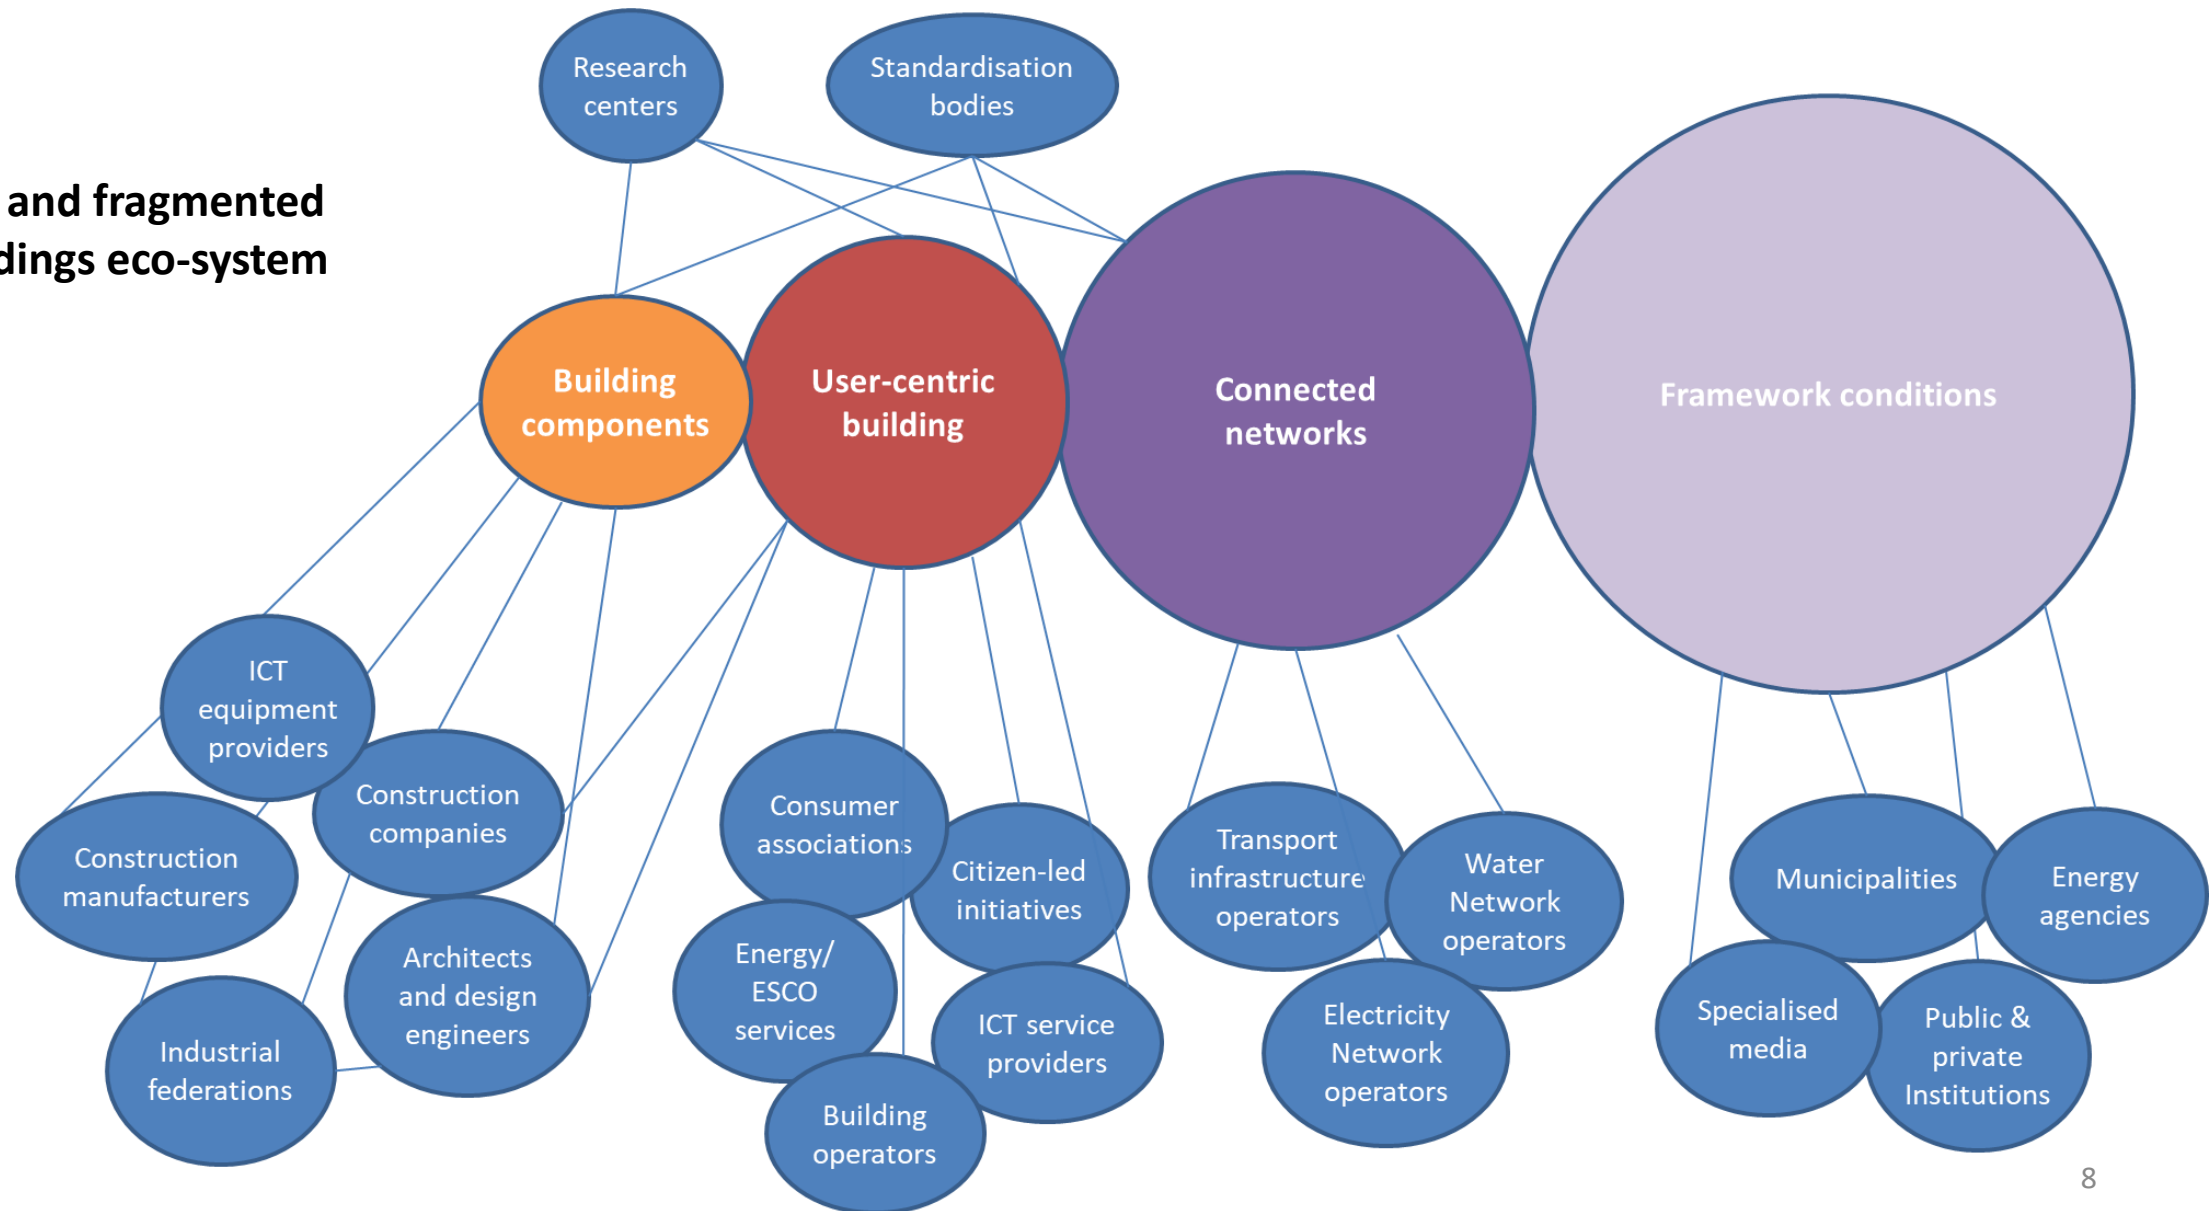 Research
centers
Standardisation
bodies
and fragmented
eco-system
Building
components
User-centric
building
Connected
networks
Framework conditions
ICT
equipment
providers
Construction
companies
Construction
manufacturers
Architects
and design
engineers
Industrial
federations
Consumer
associations
Citizen-led
initiatives
Energy/
ESCO
services
ICT service
providers
Building
operators
Transport
infrastructure
operators
Water
Network
operators
Electricity
Network
operators
Municipalities
Energy
agencies
Specialised
media
Public &
private
Institutions
8